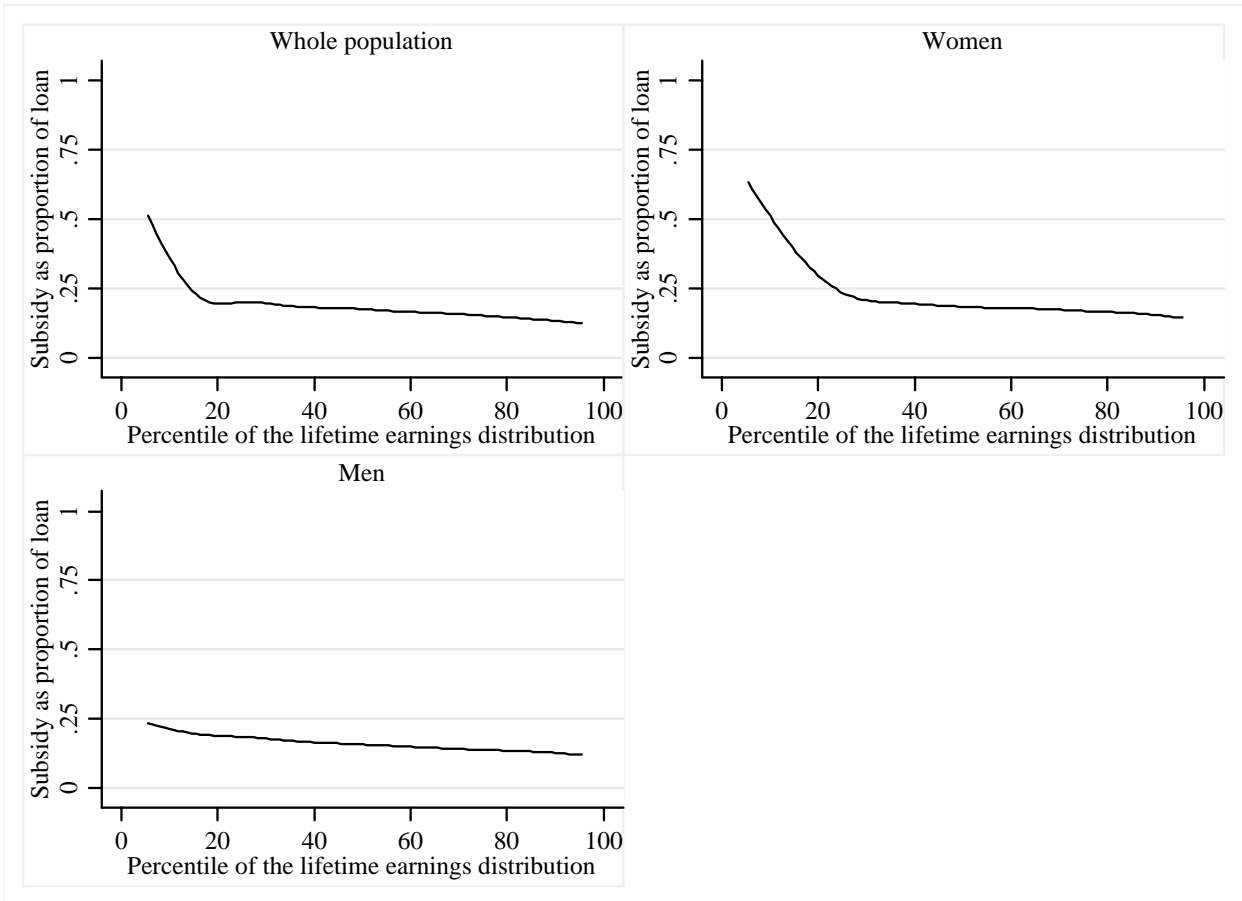 Whole population
Subsidy as proportion of loan
1
.75
.5
.25
0
0 20 40 60 80 100
Percentile of the lifetime earnings distribution
Women
Subsidy as proportion of loan
1
.75
.5
.25
0
0 20 40 60 80 100
Percentile of the lifetime earnings distribution
Men
Subsidy as proportion of loan
1
.75
.5
.25
0
0 20 40 60 80 100
Percentile of the lifetime earnings distribution